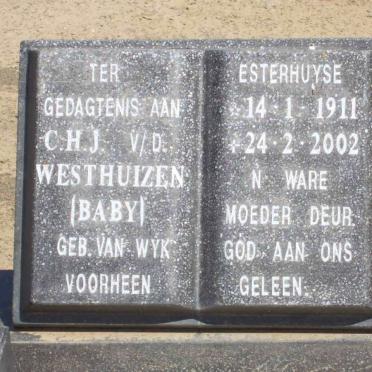 TER
GEDAGTENIS AAN
C.H.J. V/D.
WESTHUIZEN
(BABY)
GEB. VAN WYK
VOORHEEN
ESTERHUYSE
14·1·1911
24·2·2002
N WARE
MOEDER DEUR
GOD AAN ONS
GELEEN.